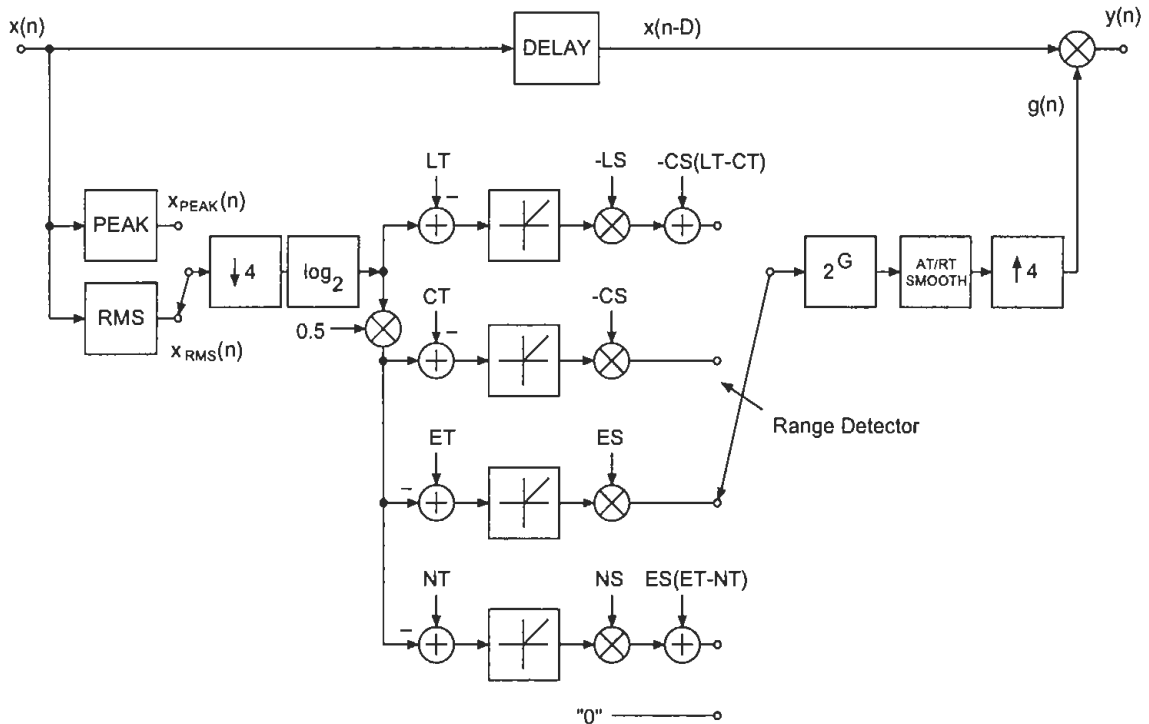 x(n)
DELAY
x(n-D)
y(n)
g(n)
LT
-LS
-CS(LT-CT)
−
PEAK
xPEAK(n)
↓4
log2
2G
AT/RT
SMOOTH
↑4
RMS
xRMS(n)
0.5
CT
-CS
−
Range Detector
ET
ES
−
NT
NS
ES(ET-NT)
−
"0"